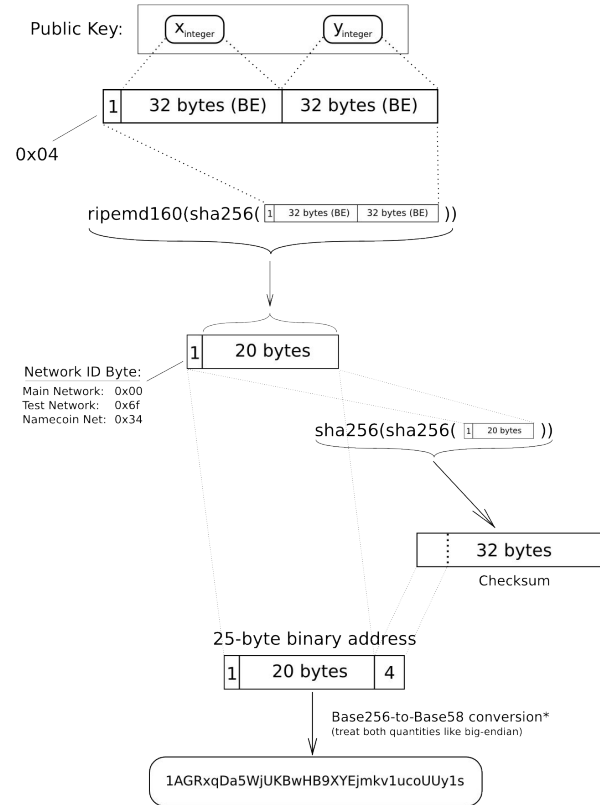 Public Key: x integer y integer
1 32 bytes (BE) 32 bytes (BE)
0x04
ripemd160(sha256( 1 32 bytes (BE) 32 bytes (BE) ))
1 20 bytes
Network ID Byte:
Main Network: 0x00
Test Network: 0x6f
Namecoin Net: 0x34
sha256(sha256( 1 20 bytes ))
32 bytes
Checksum
25-byte binary address
1 20 bytes 4
Base256-to-Base58 conversion*
(treat both quantities like big-endian)
1AGRxqDa5WjUKBwHB9XYEjmkv1ucoUUy1s